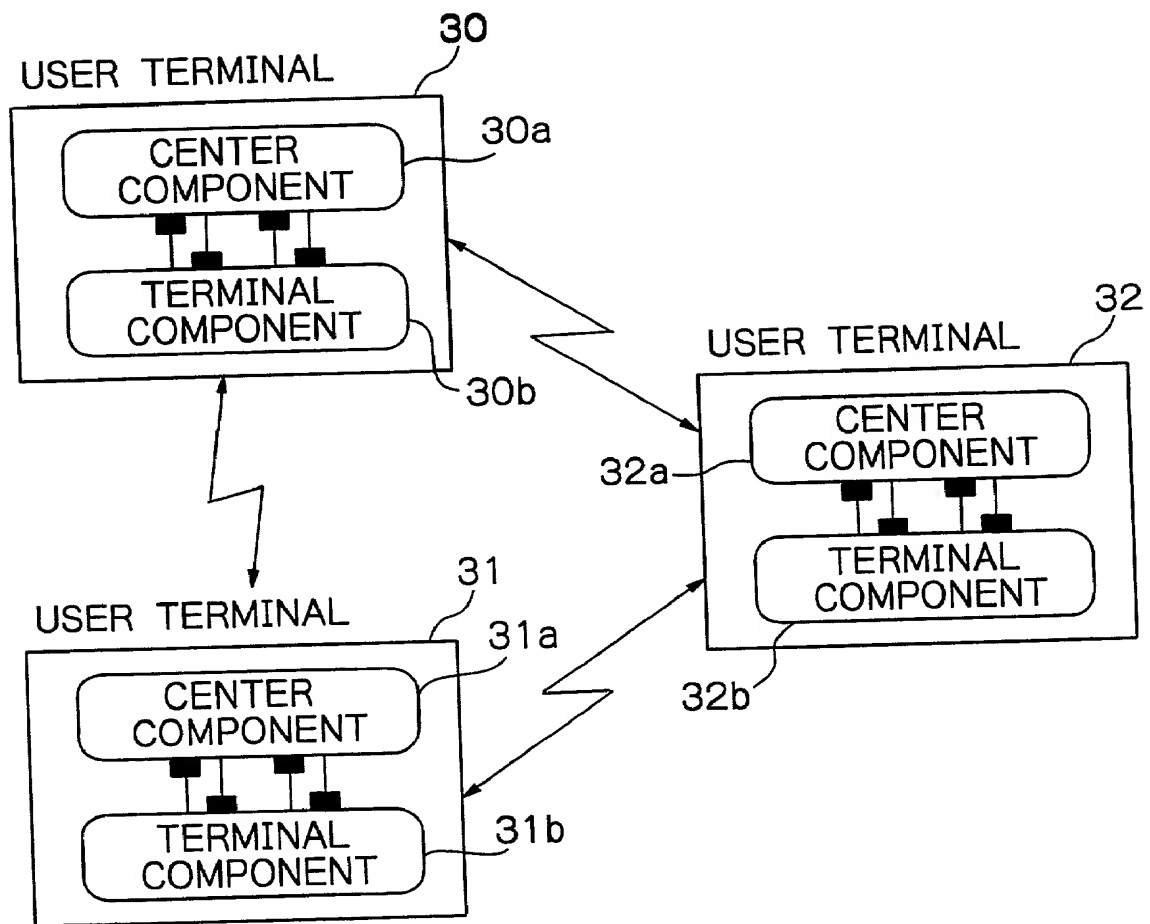 30
USER TERMINAL
CENTER
COMPONENT
30a
TERMINAL
COMPONENT
30b
32
USER TERMINAL
CENTER
COMPONENT
32a
TERMINAL
COMPONENT
32b
31
USER TERMINAL
31a
CENTER
COMPONENT
TERMINAL
COMPONENT
31b